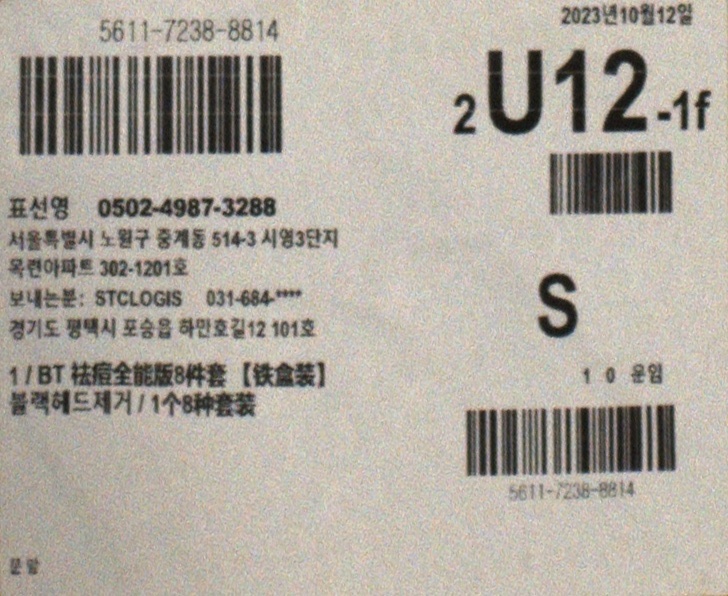 5611-7238-8814
2023년10월12일
2 U12 -1f
표선영 0502-4987-3288
서울특별시 노원구 중계동 514-3 시영3단지
목련아파트 302-1201호
보내는분: STCLOGIS 031-684-****
경기도 평택시 포승읍 하만호길12 101호
S
1 / BT 祛痘全能版8件套 【铁盒装】
블랙헤드제거 / 1个8种套装
1 0 운임
5611-7238-8814